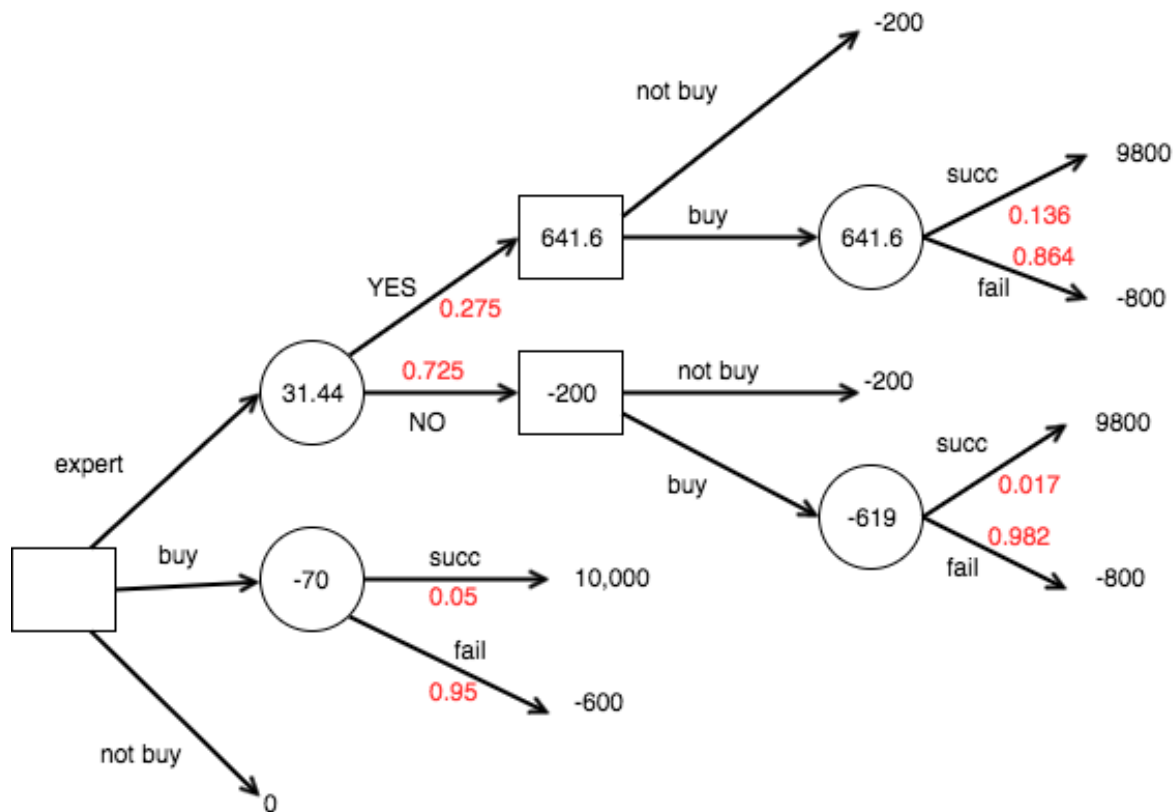 -200
not buy
9800
succ
0.136
buy
641.6
641.6
0.864
fail
-800
YES
0.275
0.725
NO
31.44
-200
not buy
-200
9800
succ
0.017
buy
-619
0.982
fail
-800
expert
buy
-70
succ
0.05
10,000
fail
0.95
-600
not buy
0